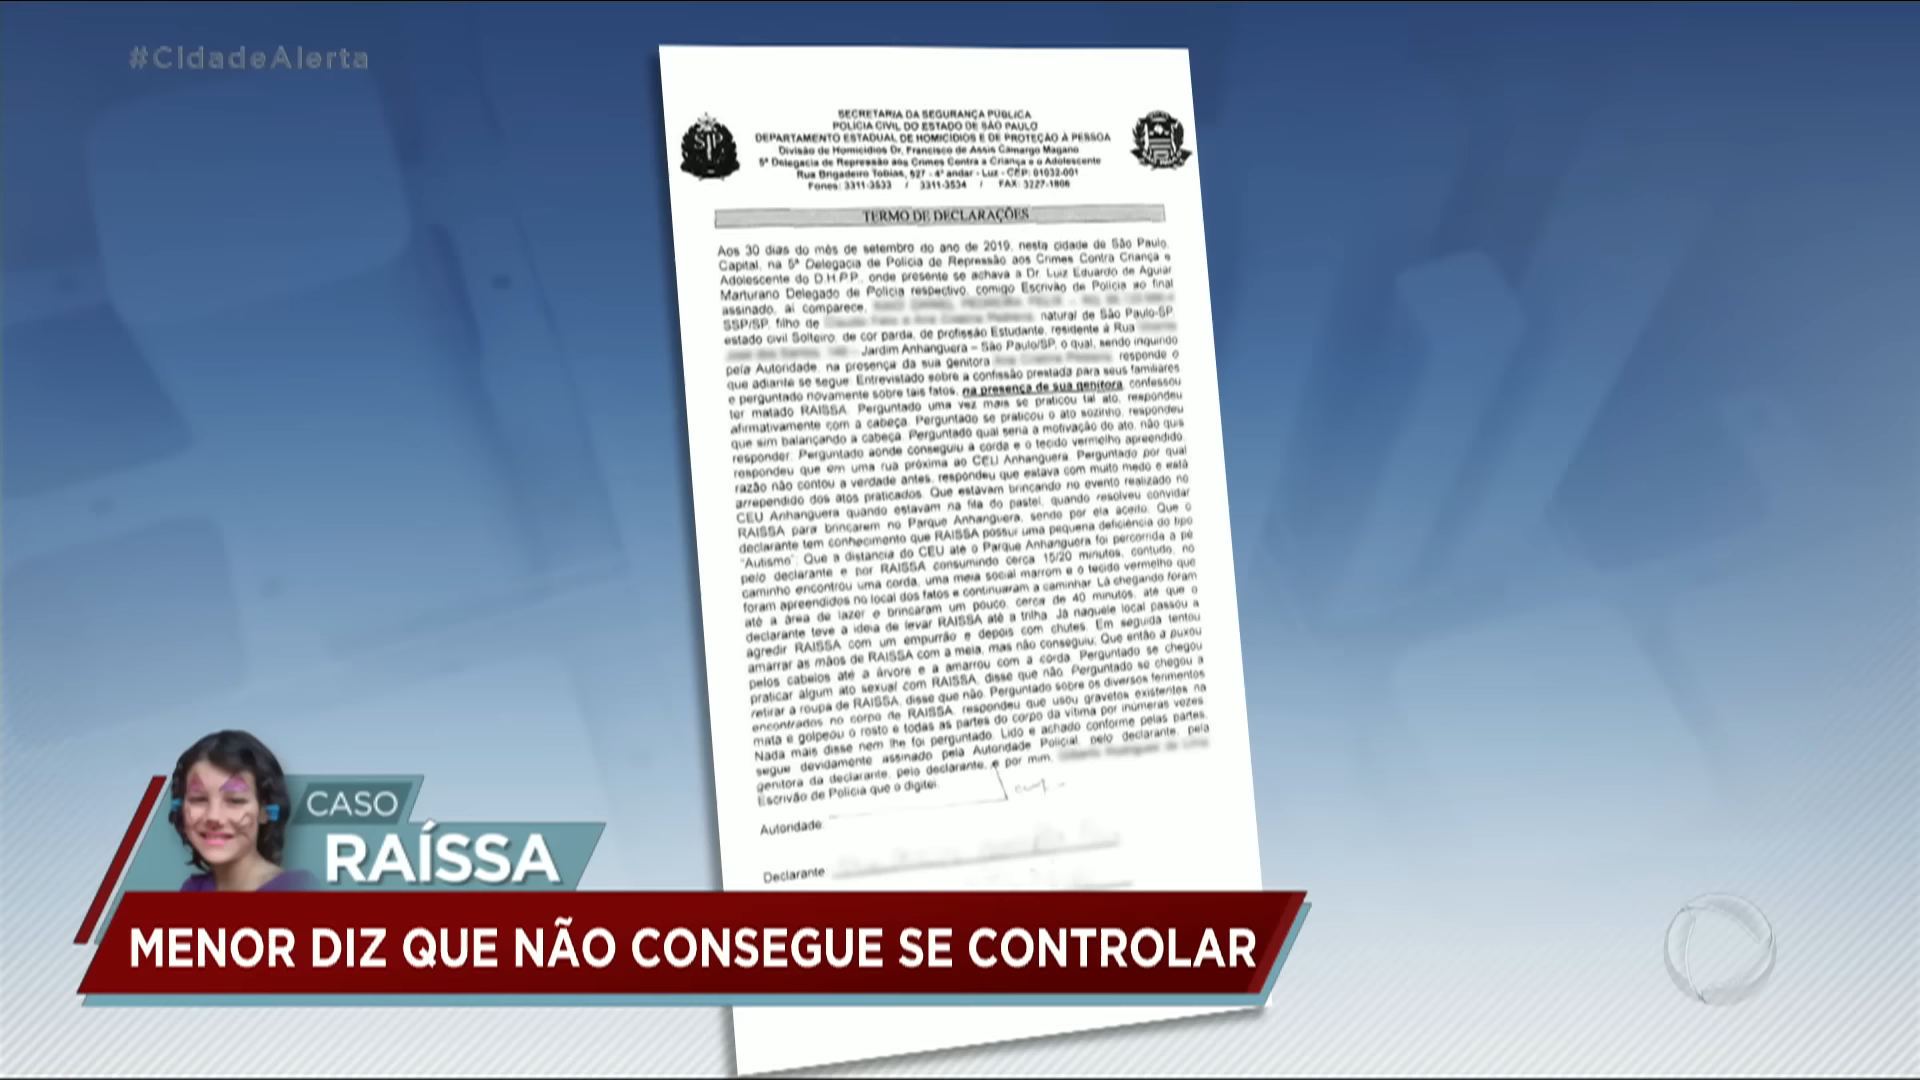 #CidadeAlerta
SECRETARIA DA SEGURANÇA PÚBLICA
POLÍCIA CIVIL DO ESTADO DE SÃO PAULO
DEPARTAMENTO ESTADUAL DE HOMICÍDIOS E DE PROTEÇÃO À PESSOA
Divisão de Homicídios Dr. Francisco de Assis Camargo Magano
5ª Delegacia de Repressão aos Crimes Contra a Criança e o Adolescente
Rua Brigadeiro Tobias, 527 - 4º andar - Luz - CEP: 01032-001
Fones: 3311-3533 / 3311-3534 / FAX: 3227-1806
TERMO DE DECLARAÇÕES
Aos 30 dias do mês de setembro do ano de 2019, nesta cidade de São Paulo,
Capital, na 5ª Delegacia de Polícia de Repressão aos Crimes Contra Criança e
Adolescente do D.H.P.P., onde presente se achava a Dr. Luiz Eduardo de Aguiar
Marturano Delegado de Polícia respectivo, comigo Escrivão de Polícia ao final
assinado, aí comparece,
SSP/SP, filho de natural de São Paulo-SP,
estado civil Solteiro, de cor parda, de profissão Estudante, residente à Rua
Jardim Anhanguera – São Paulo/SP, o qual, sendo inquirido
pela Autoridade, na presença da sua genitora responde o
que adiante se segue: Entrevistado sobre a confissão prestada para seus familiares
e perguntado novamente sobre tais fatos, na presença de sua genitora, confessou
ter matado RAISSA. Perguntado uma vez mais se praticou tal ato, respondeu
afirmativamente com a cabeça. Perguntado se praticou o ato sozinho, respondeu
que sim balançando a cabeça. Perguntado qual seria a motivação do ato, não quis
responder. Perguntado aonde conseguiu a corda e o tecido vermelho apreendido,
respondeu que em uma rua próxima ao CEU Anhanguera. Perguntado por qual
razão não contou a verdade antes, respondeu que estava com muito medo e está
arrependido dos atos praticados. Que estavam brincando no evento realizado no
CEU Anhanguera quando estavam na fila do pastel, quando resolveu convidar
RAISSA para brincarem no Parque Anhanguera, sendo por ela aceito. Que o
declarante tem conhecimento que RAISSA possui uma pequena deficiência do tipo
"Autismo". Que a distância do CEU até o Parque Anhanguera foi percorrida a pé
pelo declarante e por RAISSA consumindo cerca 15/20 minutos, contudo, no
caminho encontrou uma corda, uma meia social marrom e o tecido vermelho que
foram apreendidos no local dos fatos e continuaram a caminhar. Lá chegando foram
até a área de lazer e brincaram um pouco, cerca de 40 minutos, até que o
declarante teve a ideia de levar RAISSA até a trilha. Já naquele local passou a
agredir RAISSA com um empurrão e depois com chutes. Em seguida tentou
amarrar as mãos de RAISSA com a meia, mas não conseguiu; Que então a puxou
pelos cabelos até a árvore e a amarrou com a corda. Perguntado se chegou
praticar algum ato sexual com RAISSA, disse que não. Perguntado se chegou a
retirar a roupa de RAISSA, disse que não. Perguntado sobre os diversos ferimentos
encontrados no corpo de RAISSA, respondeu que usou gravetos existentes na
mata e golpeou o rosto e todas as partes do corpo da vítima por inúmeras vezes.
Nada mais disse nem lhe foi perguntado. Lido e achado conforme pelas partes,
segue devidamente assinado pela Autoridade Policial, pelo declarante, pela
genitora da declarante, pelo declarante, e por mim,
Escrivão de Polícia que o digitei.
Autoridade:
Declarante:
CASO
RAÍSSA
MENOR DIZ QUE NÃO CONSEGUE SE CONTROLAR